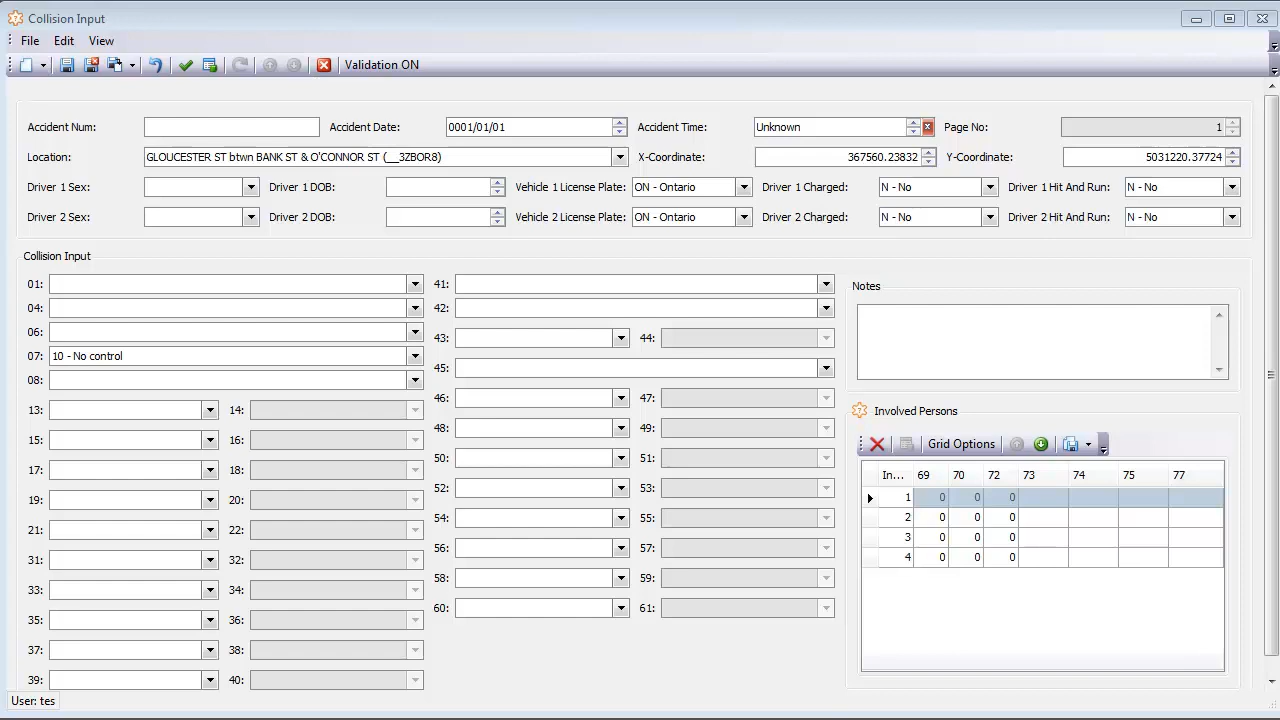 Collision Input
File Edit View
Validation ON
Accident Num: Accident Date: 0001/01/01 Accident Time: Unknown Page No: 1
Location: GLOUCESTER ST btwn BANK ST & O'CONNOR ST (__3ZBOR8) X-Coordinate: 367560.23832 Y-Coordinate: 5031220.37724
Driver 1 Sex: Driver 1 DOB: Vehicle 1 License Plate: ON - Ontario Driver 1 Charged: N - No Driver 1 Hit And Run: N - No
Driver 2 Sex: Driver 2 DOB: Vehicle 2 License Plate: ON - Ontario Driver 2 Charged: N - No Driver 2 Hit And Run: N - No
Collision Input
01:
04:
06:
07: 10 - No control
08:
13: 14:
15: 16:
17: 18:
19: 20:
21: 22:
31: 32:
33: 34:
35: 36:
37: 38:
39: 40:
41:
42:
43: 44:
45:
46: 47:
48: 49:
50: 51:
52: 53:
54: 55:
56: 57:
58: 59:
60: 61:
Notes
Involved Persons
Grid Options
In... 69 70 72 73 74 75 77
1 0 0 0
2 0 0 0
3 0 0 0
4 0 0 0
User: tes